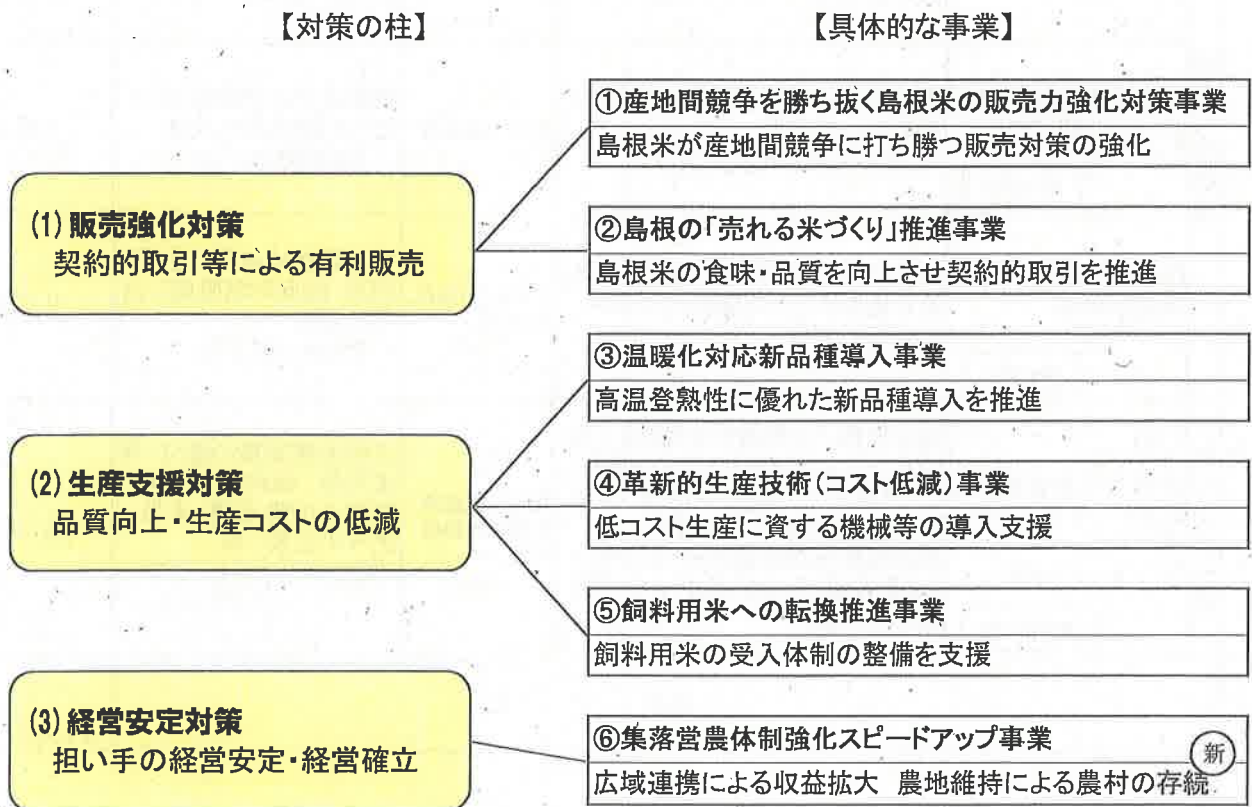 【対策の柱】
【具体的な事業】
(1) 販売強化対策
契約的取引等による有利販売
①産地間競争を勝ち抜く島根米の販売力強化対策事業
島根米が産地間競争に打ち勝つ販売対策の強化
②島根の「売れる米づくり」推進事業
島根米の食味・品質を向上させ契約的取引を推進
(2) 生産支援対策
品質向上・生産コストの低減
③温暖化対応新品種導入事業
高温登熟性に優れた新品種導入を推進
④革新的生産技術(コスト低減)事業
低コスト生産に資する機械等の導入支援
⑤飼料用米への転換推進事業
飼料用米の受入体制の整備を支援
(3) 経営安定対策
担い手の経営安定・経営確立
⑥集落営農体制強化スピードアップ事業
新
広域連携による収益拡大 農地維持による農村の存続